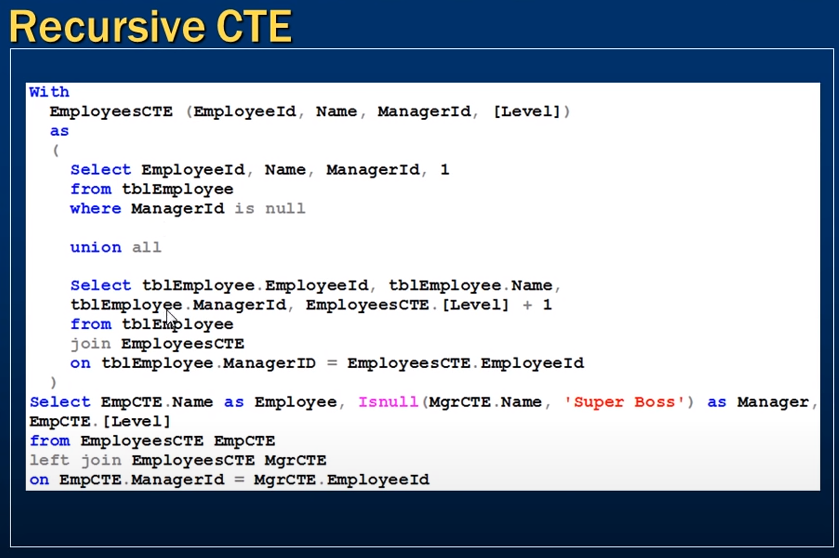 Recursive CTE
With
EmployeesCTE (EmployeeId, Name, ManagerId, [Level])
as
(
Select EmployeeId, Name, ManagerId, 1
from tblEmployee
where ManagerId is null
union all
Select tblEmployee.EmployeeId, tblEmployee.Name,
tblEmployee.ManagerId, EmployeesCTE.[Level] + 1
from tblEmployee
join EmployeesCTE
on tblEmployee.ManagerID = EmployeesCTE.EmployeeId
)
Select EmpCTE.Name as Employee, Isnull(MgrCTE.Name, 'Super Boss') as Manager,
EmpCTE.[Level]
from EmployeesCTE EmpCTE
left join EmployeesCTE MgrCTE
on EmpCTE.ManagerId = MgrCTE.EmployeeId